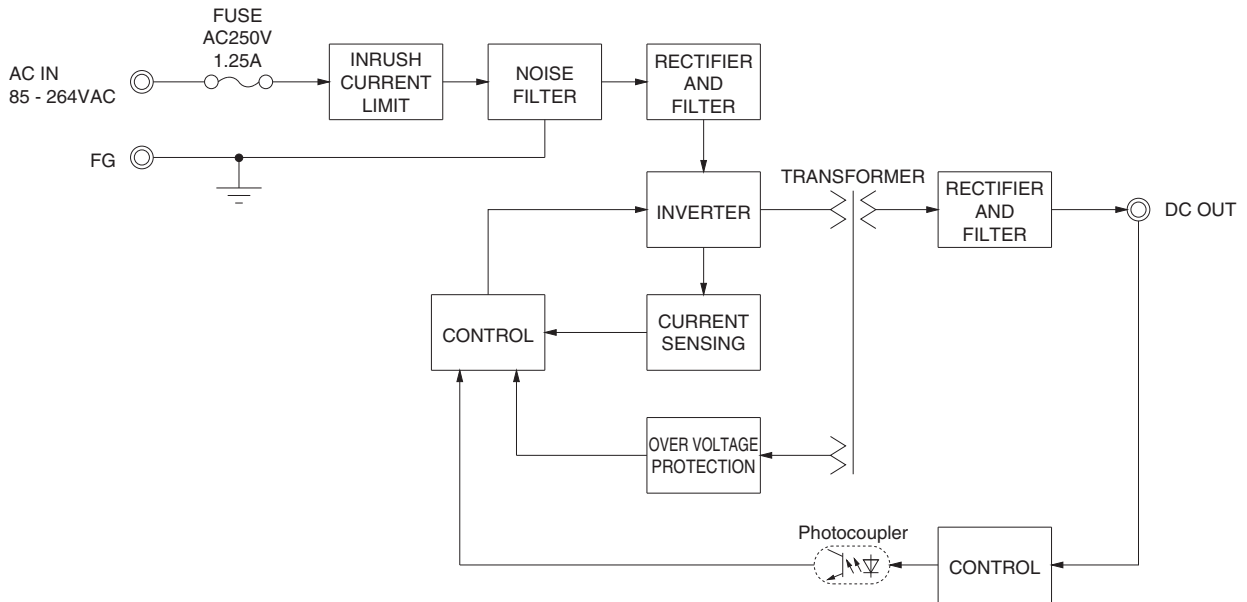 FUSE
AC250V
1.25A
AC IN
85 - 264VAC
INRUSH
CURRENT
LIMIT
NOISE
FILTER
RECTIFIER
AND
FILTER
FG
INVERTER
TRANSFORMER
RECTIFIER
AND
FILTER
DC OUT
CONTROL
CURRENT
SENSING
OVER VOLTAGE
PROTECTION
Photocoupler
CONTROL